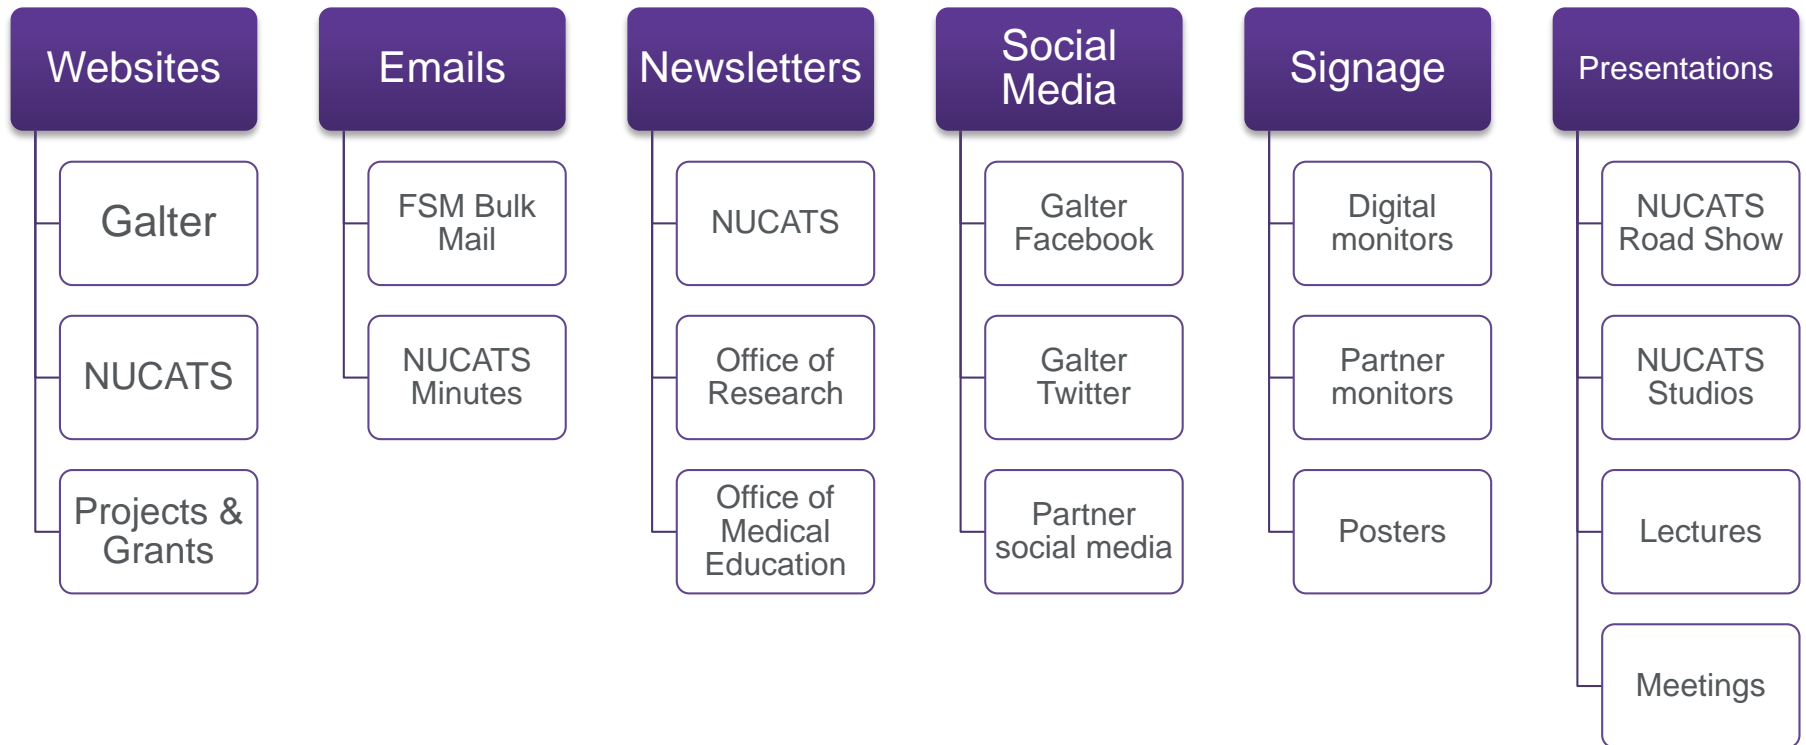 Websites
Galter
NUCATS
Projects &
Grants
Emails
FSM Bulk
Mail
NUCATS
Minutes
Newsletters
NUCATS
Office of
Research
Office of
Medical
Education
Social
Media
Galter
Facebook
Galter
Twitter
Partner
social media
Signage
Digital
monitors
Partner
monitors
Posters
Presentations
NUCATS
Road Show
NUCATS
Studios
Lectures
Meetings